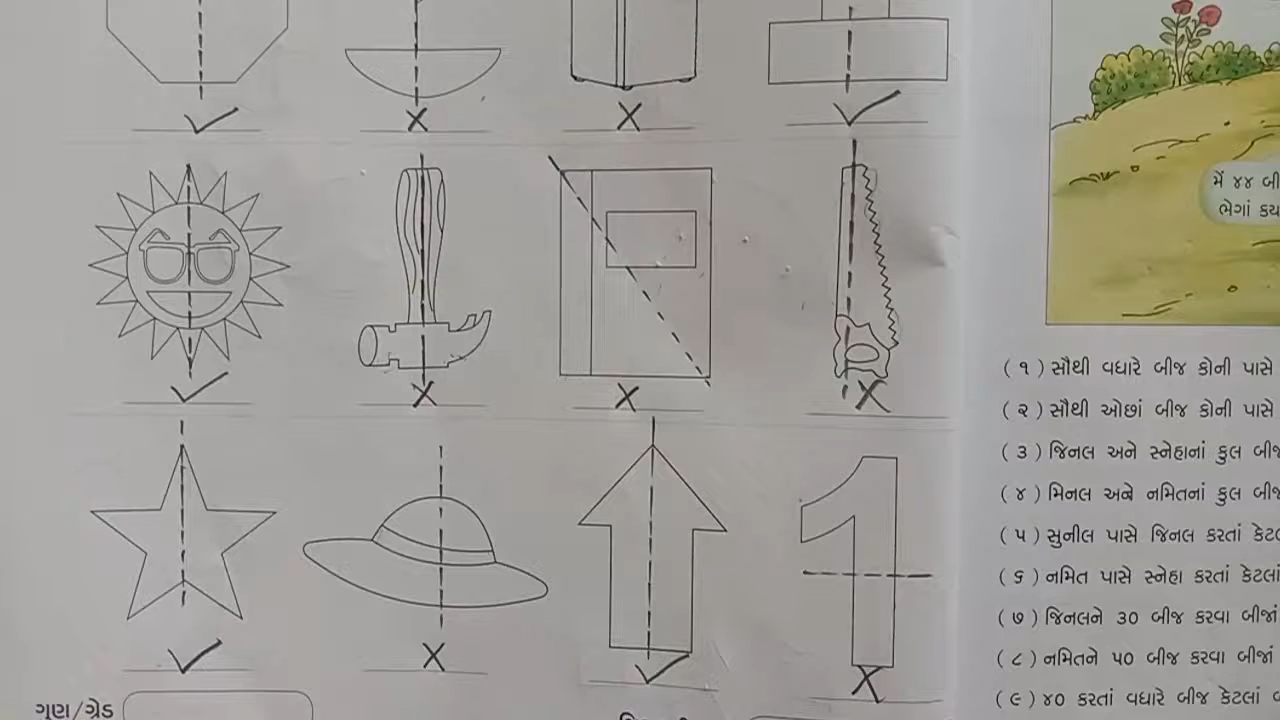 ગૂણ/ગ્રેડ
મેં ૪૪ બી
ભેગાં કર્યા
(૧) સૌથી વધારે બીજ કોની પાસે
(૨) સૌથી ઓછાં બીજ કોની પાસે
(૩) જિનલ અને સ્નેહાનાં કુલ બીજ
(૪) મિનલ અને નમિતનાં કુલ બીજ
(૫) સુનીલ પાસે જિનલ કરતાં કેટલ
(૬) નમિત પાસે સ્નેહા કરતાં કેટલાં
(૭) જિનલને ૩૦ બીજ કરવા બીજાં
(૮) નમિતને ૫૦ બીજ કરવા બીજાં
(૯) ૪૦ કરતાં વધારે બીજ કેટલાં